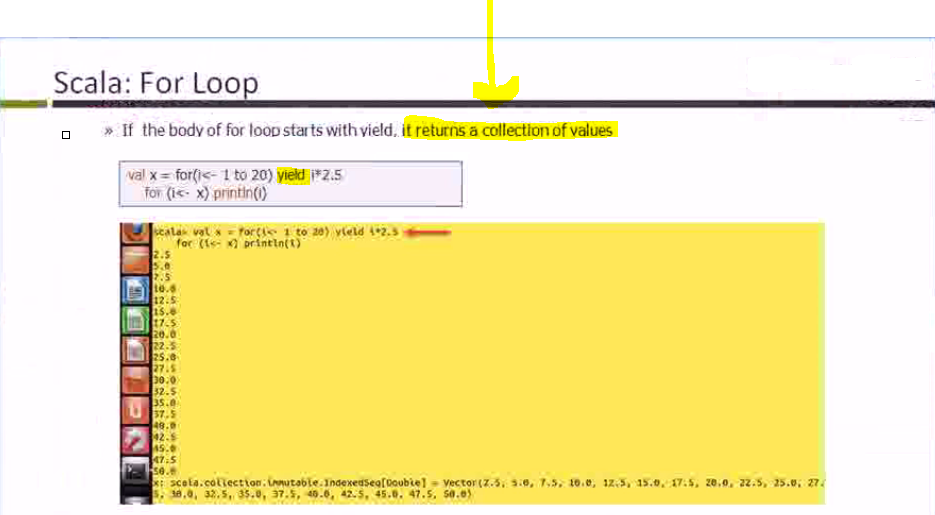 Scala: For Loop
» If the body of for loop starts with yield, it returns a collection of values
val x = for(i<- 1 to 20) yield i*2.5
for (i<- x) println(i)
scala> val x = for(i<- 1 to 20) yield i*2.5
for (i<- x) println(i)
2.5
5.0
7.5
10.0
12.5
15.0
17.5
20.0
22.5
25.0
27.5
30.0
32.5
35.0
37.5
40.0
42.5
45.0
47.5
50.0
x: scala.collection.immutable.IndexedSeq[Double] = Vector(2.5, 5.0, 7.5, 10.0, 12.5, 15.0, 17.5, 20.0, 22.5, 25.0, 27.
5, 30.0, 32.5, 35.0, 37.5, 40.0, 42.5, 45.0, 47.5, 50.0)